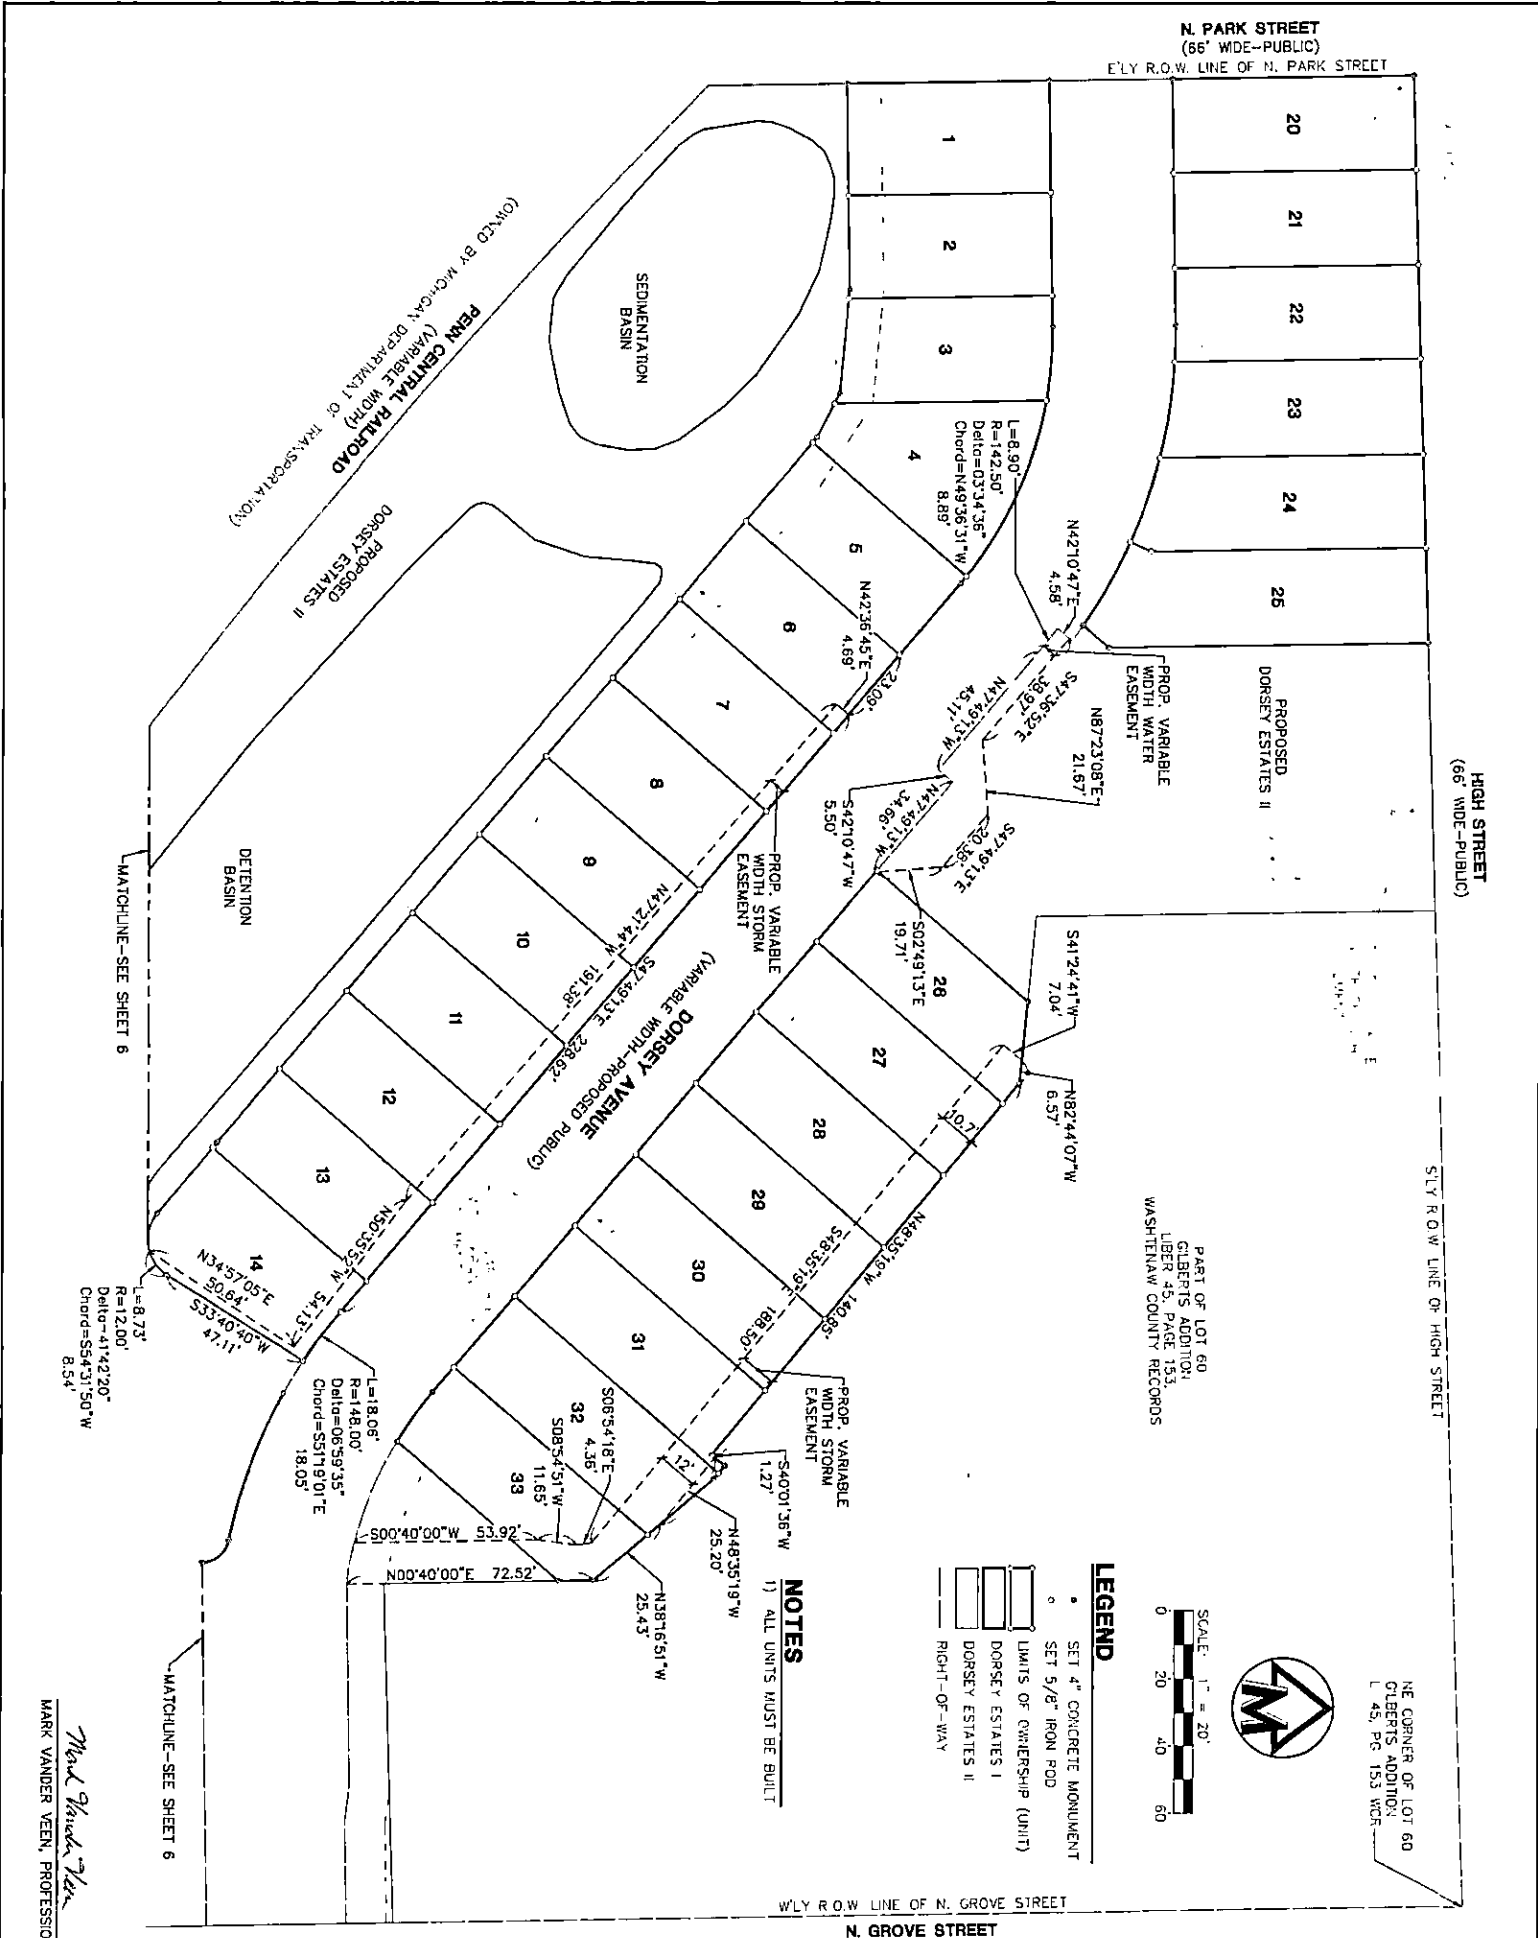 N. PARK STREET
(66' WIDE-PUBLIC)
E'LY R.O.W. LINE OF N. PARK STREET
HIGH STREET
(66' WIDE-PUBLIC)
S'LY R.O.W LINE OF HIGH STREET
NE CORNER OF LOT 60
GILBERTS ADDITION
L 45, PG 153 WCR
20
21
22
23
24
25
1
2
3
4
5
6
7
8
9
10
11
12
13
14
26
27
28
29
30
31
32
33
SEDIMENTATION
BASIN
(OWNED BY MICHIGAN DEPARTMENT OF TRANSPORTATION)
PENN CENTRAL RAILROAD
(VARIABLE WIDTH)
PROPOSED
DORSEY ESTATES II
DETENTION
BASIN
MATCHLINE-SEE SHEET 6
L=8.90'
R=142.50'
Delta=03°34'36"
Chord=N49°36'31"W
8.89'
N42°10'47"E
4.58'
N42°36'45"E
4.69'
23.09'
PROP. VARIABLE
WIDTH WATER
EASEMENT
PROPOSED
DORSEY ESTATES II
S47°36'52"E
38.97'
N47°49'13"W
45.11'
N87°23'08"E
21.67'
S42°10'47"W
5.50'
N47°49'13"W
34.66'
S47°49'13"E
20.38'
S02°49'13"E
19.71'
PROP. VARIABLE
WIDTH STORM
EASEMENT
N47°21'44"W
191.38'
S47°49'13"E 228.62'
DORSEY AVENUE
(VARIABLE WIDTH-PROPOSED PUBLIC)
S41°24'41"W
7.04'
N82°44'07"W
6.57'
10.7'
N48°35'19"W
140.85'
S48°35'19"E
188.50'
PART OF LOT 60
GILBERTS ADDITION
LIBER 45, PAGE 153,
WASHTENAW COUNTY RECORDS
PROP. VARIABLE
WIDTH STORM
EASEMENT
S40°01'36"W
1.27'
12'
N48°35'19"W
25.20'
N38°16'51"W
25.43'
S06°54'18"E
4.36'
S08°54'51"W
11.65'
S00°40'00"W 53.92'
N00°40'00"E 72.52'
N50°35'52"W
54.13'
N34°57'05"E
50.64'
S33°40'40"W
47.11'
L=8.73'
R=12.00'
Delta=41°42'20"
Chord=S54°31'50"W
8.54'
L=18.06'
R=148.00'
Delta=06°59'35"
Chord=S51°19'01"E
18.05'
NOTES
1) ALL UNITS MUST BE BUILT
LEGEND
SET 4" CONCRETE MONUMENT
SET 5/8" IRON ROD
LIMITS OF OWNERSHIP (UNIT)
DORSEY ESTATES I
DORSEY ESTATES II
RIGHT-OF-WAY
SCALE: 1" = 20'
0 20 40 60
N
W'LY R.O.W LINE OF N. GROVE STREET
N. GROVE STREET
MATCHLINE-SEE SHEET 6
Mark Vander Veen
MARK VANDER VEEN, PROFESSIO